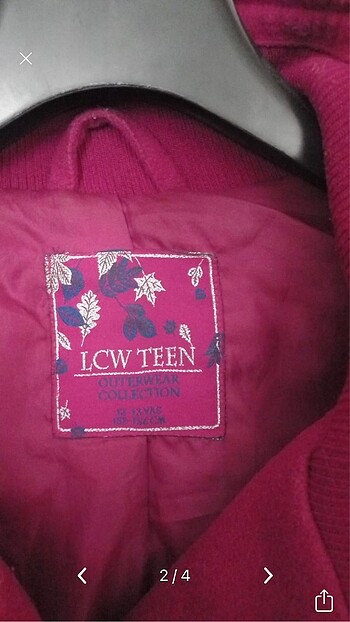 LCW TEEN
OUTERWEAR
COLLECTION
2/4